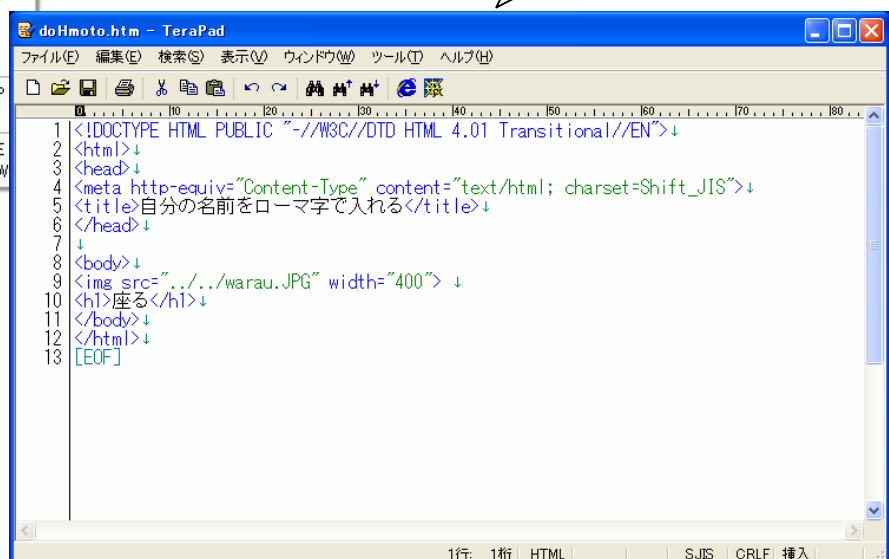 doHmoto.htm - TeraPad
ファイル(F) 編集(E) 検索(S) 表示(V) ウィンドウ(W) ツール(T) ヘルプ(H)
0 10 20 30 40 50 60 70 80
1 <!DOCTYPE HTML PUBLIC "-//W3C//DTD HTML 4.01 Transitional//EN">↓
2 <html>↓
3 <head>↓
4 <meta http-equiv="Content-Type" content="text/html; charset=Shift_JIS">↓
5 <title>自分の名前をローマ字で入れる</title>↓
6 </head>↓
7 ↓
8 <body>↓
9 <img src="../../warau.JPG" width="400"> ↓
10 <h1>座る</h1>↓
11 </body>↓
12 </html>↓
13 [EOF]
1行: 1桁 HTML SJIS CRLF 挿入